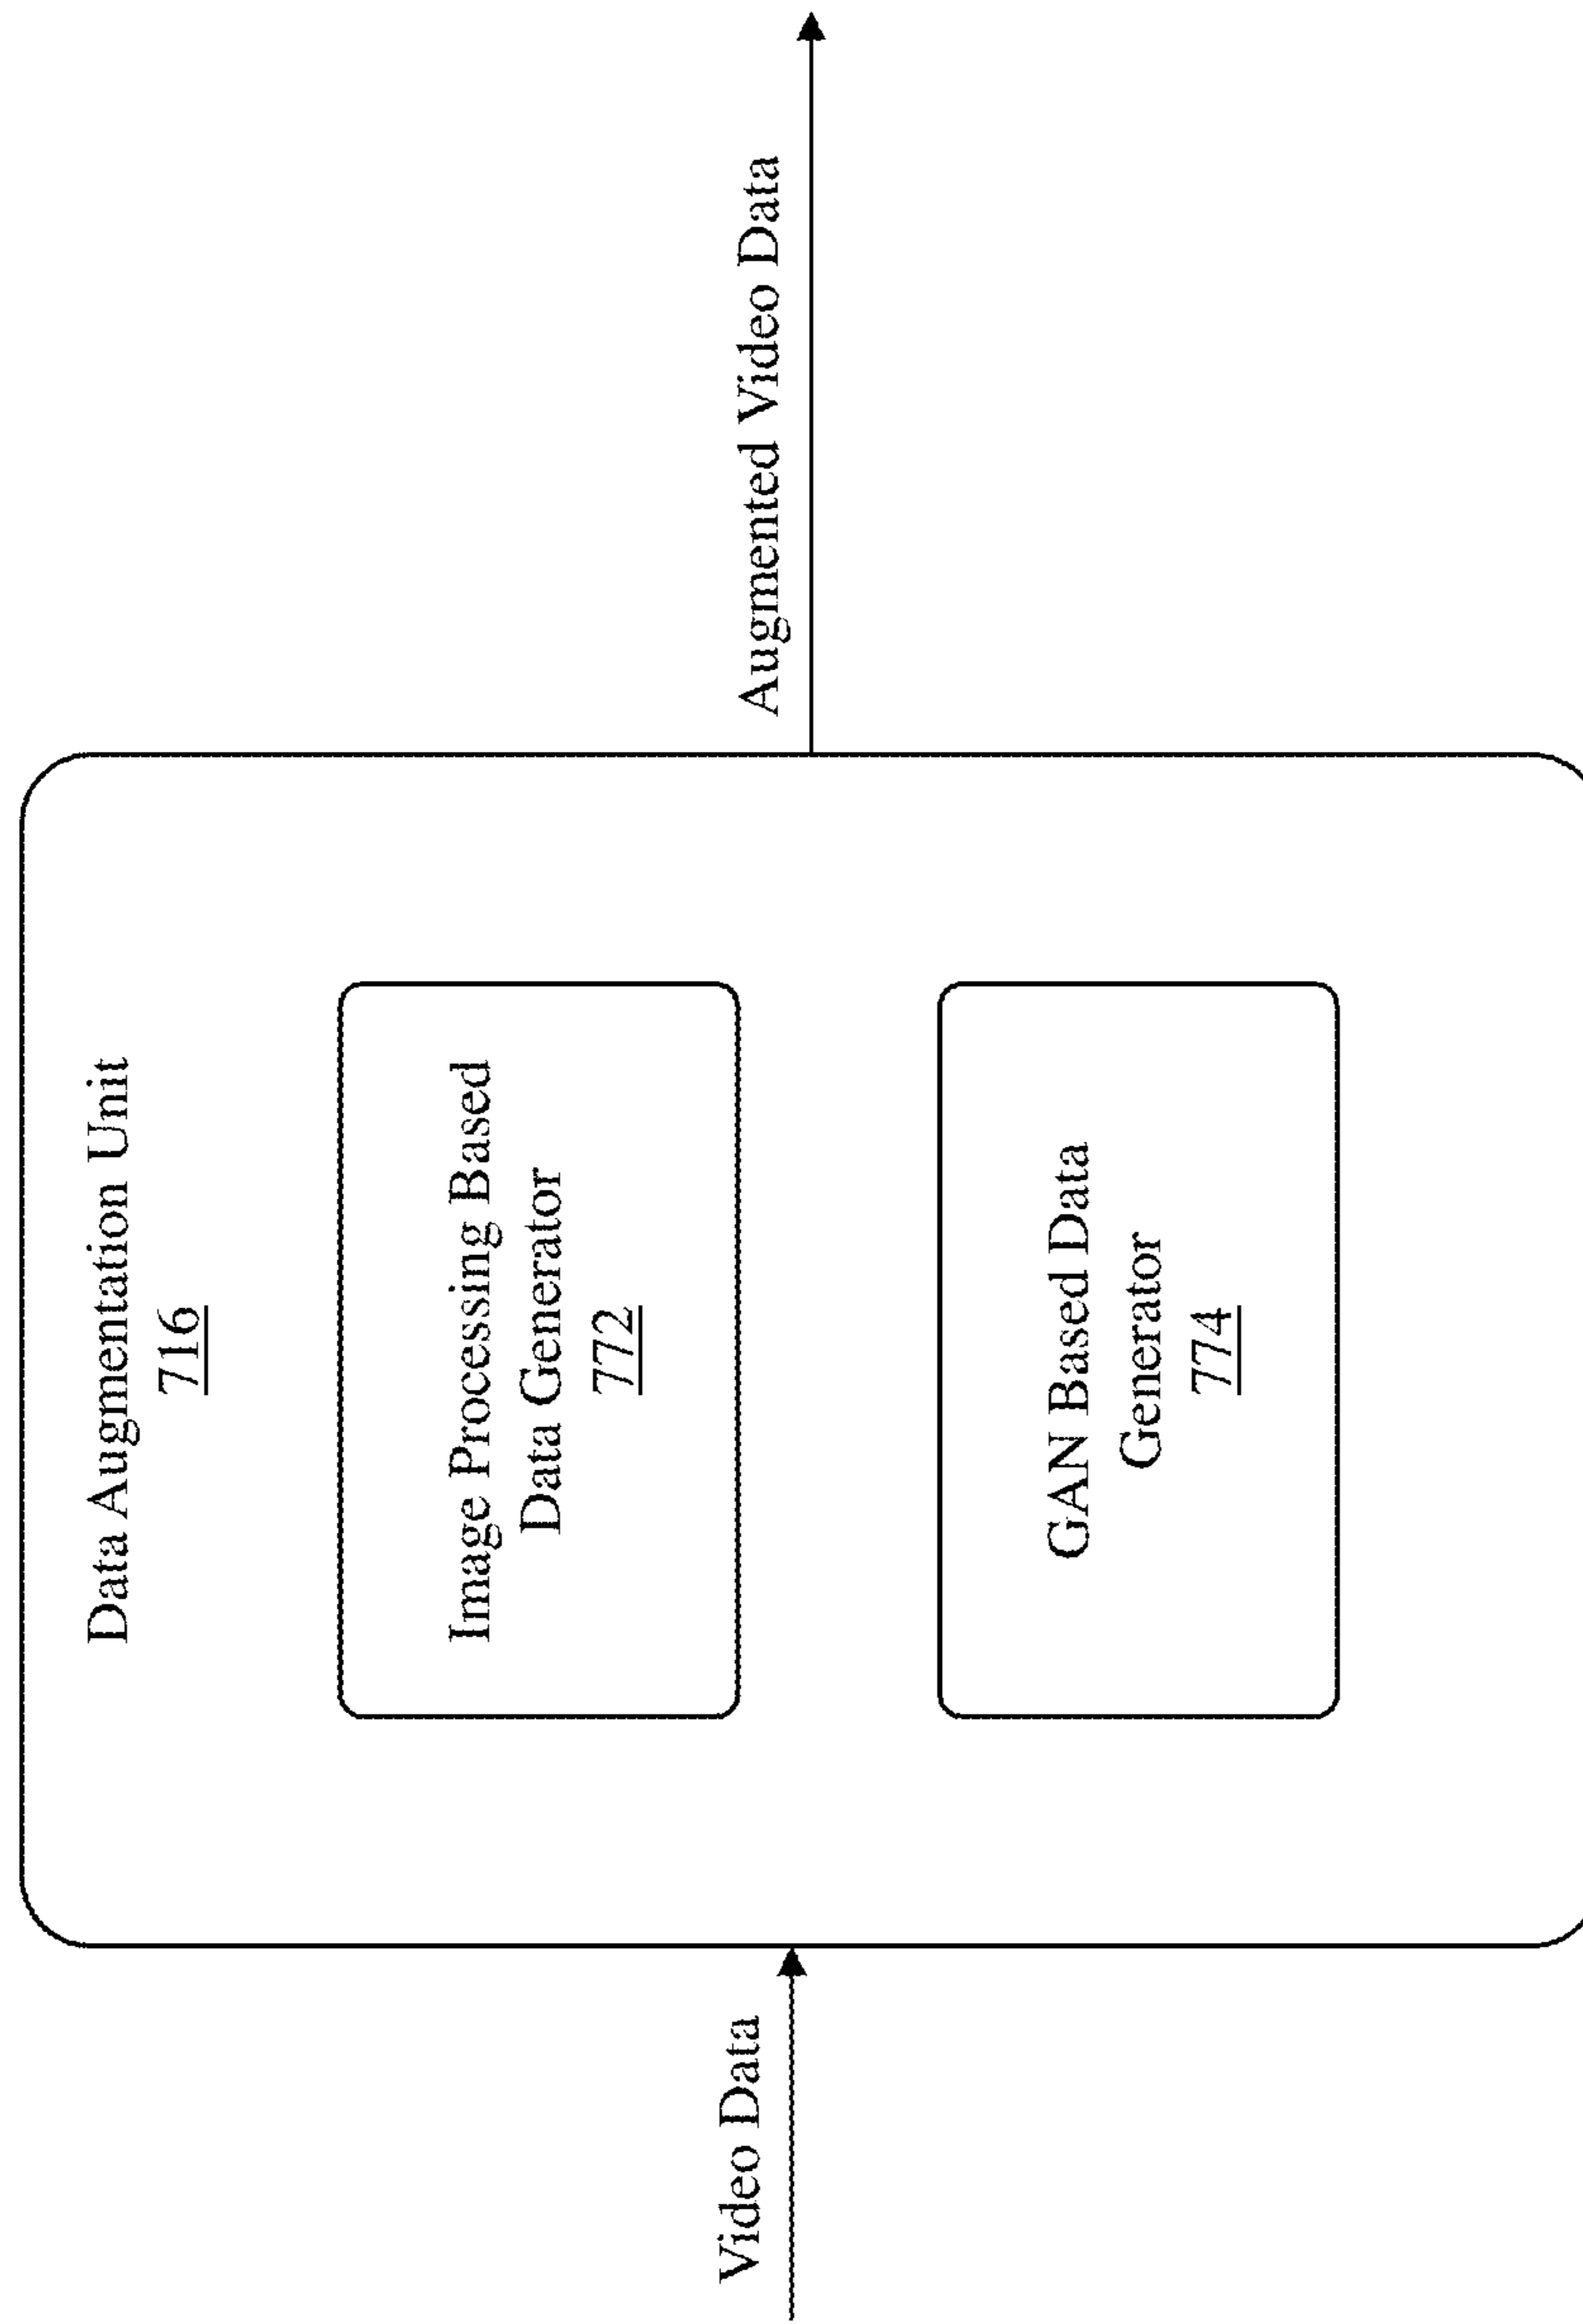 Video Data
Data Augmentation Unit
716
Image Processing Based
Data Generator
772
GAN Based Data
Generator
774
Augmented Video Data